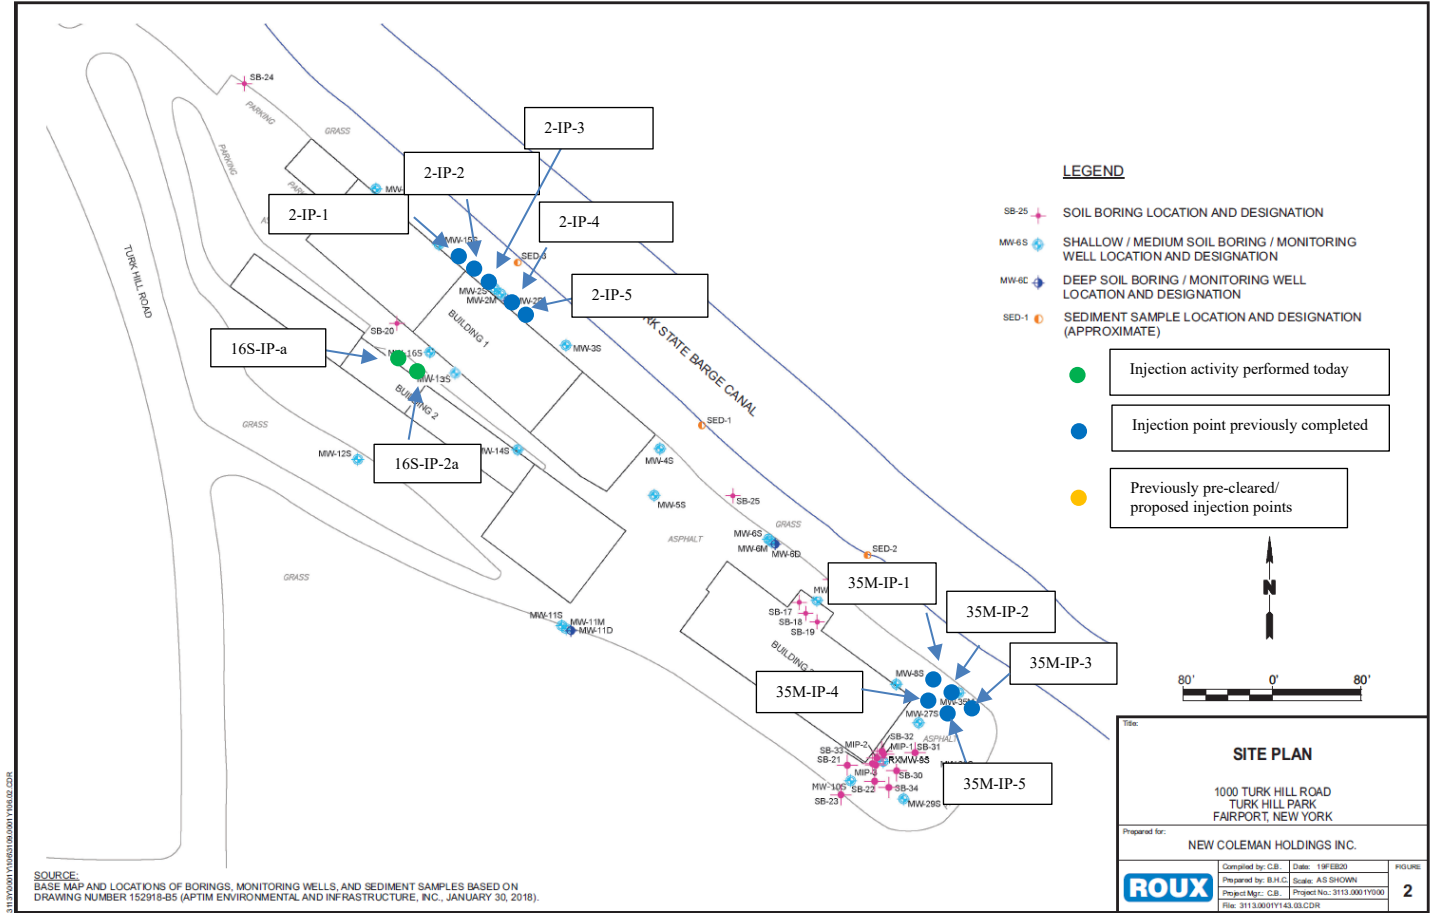 SB-24
PARKING
GRASS
PARKING
2-IP-3
2-IP-2
2-IP-1
2-IP-4
2-IP-5
MW-15S
SED-3
MW-2S
MW-2M
BUILDING 1
SB-20
16S-IP-a
MW-13S
BUILDING 2
16S-IP-2a
MW-3S
STATE BARGE CANAL
SED-1
TURK HILL ROAD
GRASS
MW-12S
MW-14S
MW-4S
MW-5S
SB-25
GRASS
ASPHALT
MW-6S
MW-6M
MW-6D
SED-2
GRASS
MW-11S
MW-11M
MW-11D
35M-IP-1
35M-IP-2
35M-IP-3
35M-IP-4
35M-IP-5
SB-17
SB-18
SB-19
BUILDING
MW-8S
MW-27S
ASPHALT
SB-32
MIP-2
MIP-1
SB-31
SB-33
SB-21
MIP-3
SB-30
MW-10S
SB-22
SB-34
SB-23
MW-29S
LEGEND
SB-25 SOIL BORING LOCATION AND DESIGNATION
MW-6S SHALLOW / MEDIUM SOIL BORING / MONITORING
WELL LOCATION AND DESIGNATION
DEEP SOIL BORING / MONITORING WELL
LOCATION AND DESIGNATION
SED-1 SEDIMENT SAMPLE LOCATION AND DESIGNATION
(APPROXIMATE)
Injection activity performed today
Injection point previously completed
Previously pre-cleared/
proposed injection points
N
80' 0' 80'
Title:
SITE PLAN
1000 TURK HILL ROAD
TURK HILL PARK
FAIRPORT, NEW YORK
Prepared for:
NEW COLEMAN HOLDINGS INC.
ROUX
Compiled by: C.B. Date: 19FEB20
Prepared by: B.H.C. Scale: AS SHOWN
Project Mgr.: C.B. Project No.: 3113.0001Y000
File: 3113.0001Y143.03.CDR
FIGURE
2
SOURCE:
BASE MAP AND LOCATIONS OF BORINGS, MONITORING WELLS, AND SEDIMENT SAMPLES BASED ON
DRAWING NUMBER 152918-B5 (APTIM ENVIRONMENTAL AND INFRASTRUCTURE, INC., JANUARY 30, 2018).